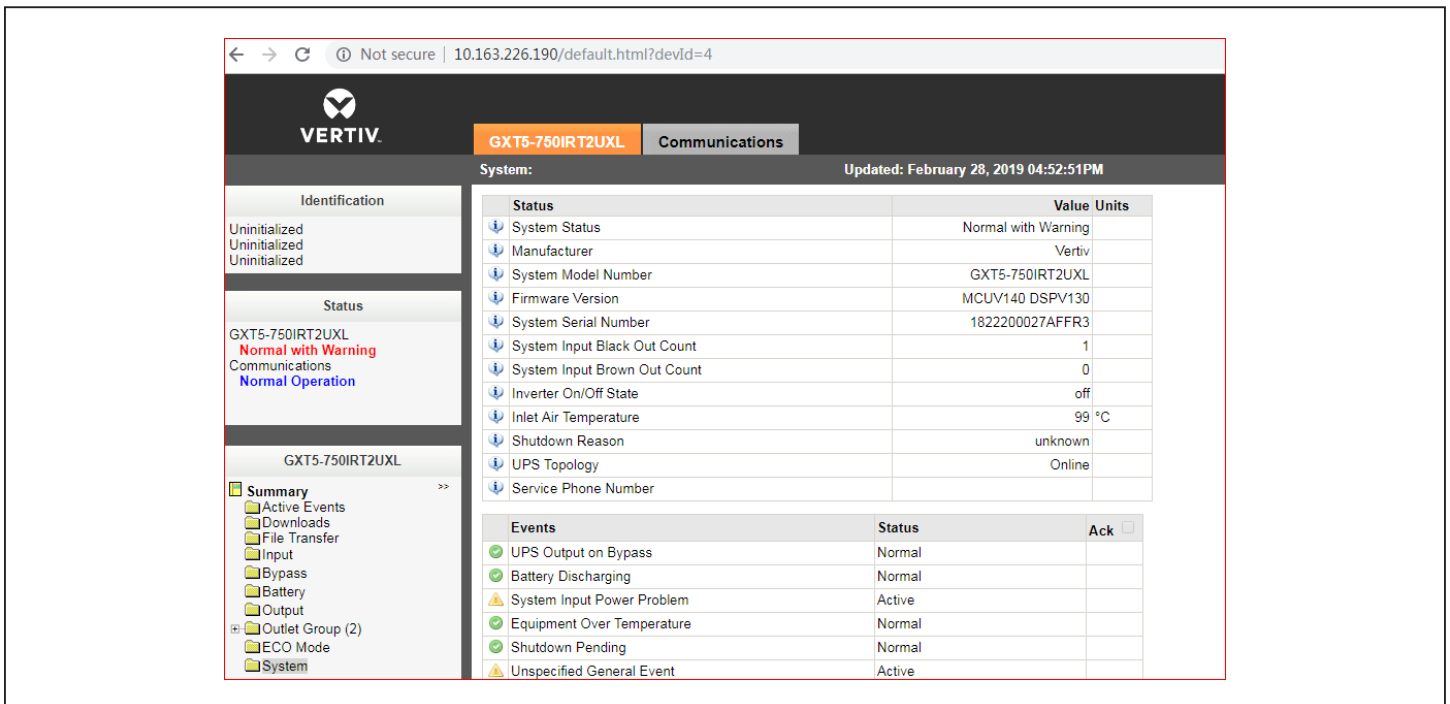 Not secure | 10.163.226.190/default.html?devId=4
VERTIV.
GXT5-750IRT2UXL Communications
System: Updated: February 28, 2019 04:52:51PM
Identification
Uninitialized
Uninitialized
Uninitialized
Status
GXT5-750IRT2UXL
Normal with Warning
Communications
Normal Operation
GXT5-750IRT2UXL
Summary >>
Active Events
Downloads
File Transfer
Input
Bypass
Battery
Output
Outlet Group (2)
ECO Mode
System
Status Value Units
System Status Normal with Warning
Manufacturer Vertiv
System Model Number GXT5-750IRT2UXL
Firmware Version MCUV140 DSPV130
System Serial Number 1822200027AFFR3
System Input Black Out Count 1
System Input Brown Out Count 0
Inverter On/Off State off
Inlet Air Temperature 99 °C
Shutdown Reason unknown
UPS Topology Online
Service Phone Number
Events Status Ack
UPS Output on Bypass Normal
Battery Discharging Normal
System Input Power Problem Active
Equipment Over Temperature Normal
Shutdown Pending Normal
Unspecified General Event Active